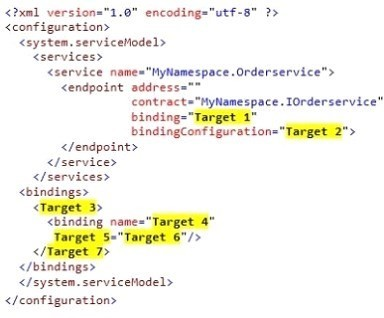 <?xml version="1.0" encoding="utf-8" ?>
<configuration>
<system.serviceModel>
<services>
<service name="MyNamespace.Orderservice">
<endpoint address=""
contract="MyNamespace.IOrderservice"
binding="Target 1"
bindingConfiguration="Target 2">
</endpoint>
</service>
</services>
<bindings>
<Target 3>
<binding name="Target 4"
Target 5="Target 6"/>
</Target 7>
</bindings>
</system.serviceModel>
</configuration>